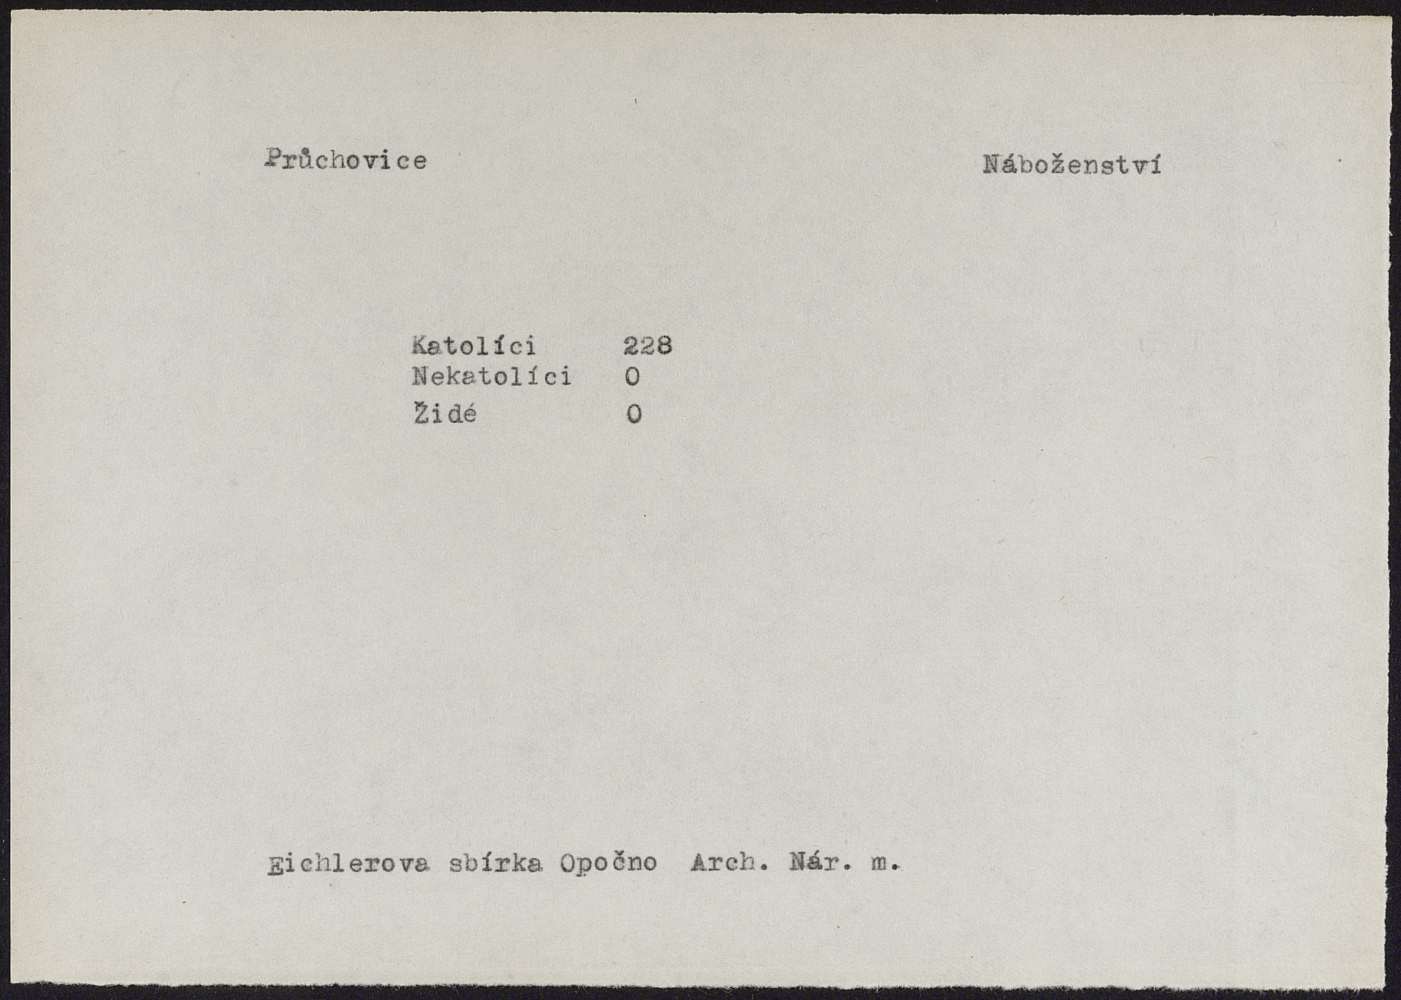 Průchovice Náboženství
Katolíci 228
Nekatolíci 0
Židé 0
Eichlerova sbírka Opočno Arch. Nár. m.